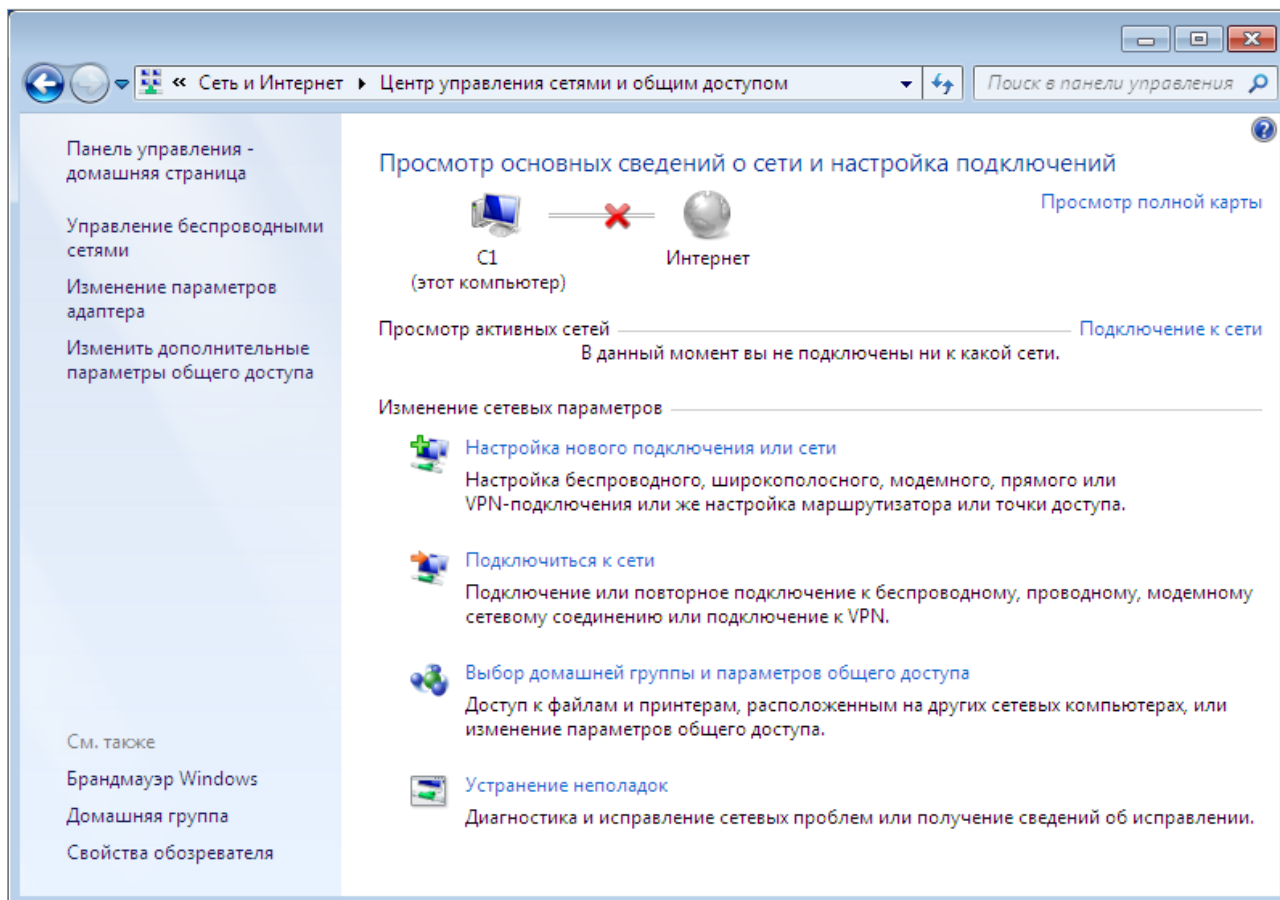 « Сеть и Интернет Центр управления сетями и общим доступом Поиск в панели управления
Панель управления -
домашняя страница
Управление беспроводными
сетями
Изменение параметров
адаптера
Изменить дополнительные
параметры общего доступа
См. также
Брандмауэр Windows
Домашняя группа
Свойства обозревателя
Просмотр основных сведений о сети и настройка подключений
Просмотр полной карты
C1
(этот компьютер)
Интернет
Просмотр активных сетей
Подключение к сети
В данный момент вы не подключены ни к какой сети.
Изменение сетевых параметров
Настройка нового подключения или сети
Настройка беспроводного, широкополосного, модемного, прямого или
VPN-подключения или же настройка маршрутизатора или точки доступа.
Подключиться к сети
Подключение или повторное подключение к беспроводному, проводному, модемному
сетевому соединению или подключение к VPN.
Выбор домашней группы и параметров общего доступа
Доступ к файлам и принтерам, расположенным на других сетевых компьютерах, или
изменение параметров общего доступа.
Устранение неполадок
Диагностика и исправление сетевых проблем или получение сведений об исправлении.